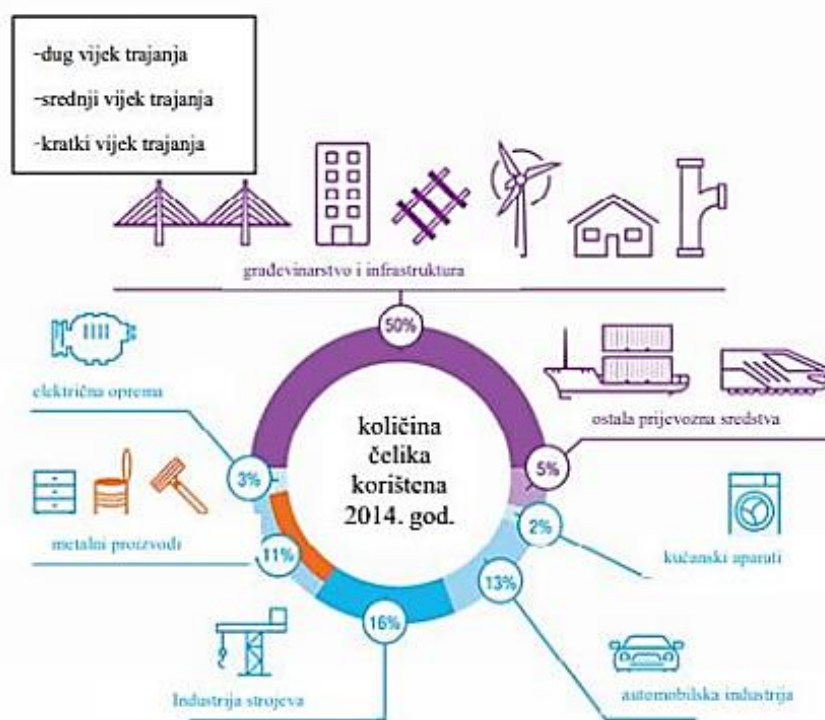 -dug vijek trajanja
-srednji vijek trajanja
-kratki vijek trajanja
građevinarstvo i infrastruktura
50%
električna oprema
ostala prijevozna sredstva
količina
čelika
korištena
2014. god.
3%
5%
metalni proizvodi
2%
kućanski aparati
11%
13%
16%
Industrija strojeva
automobilska industrija